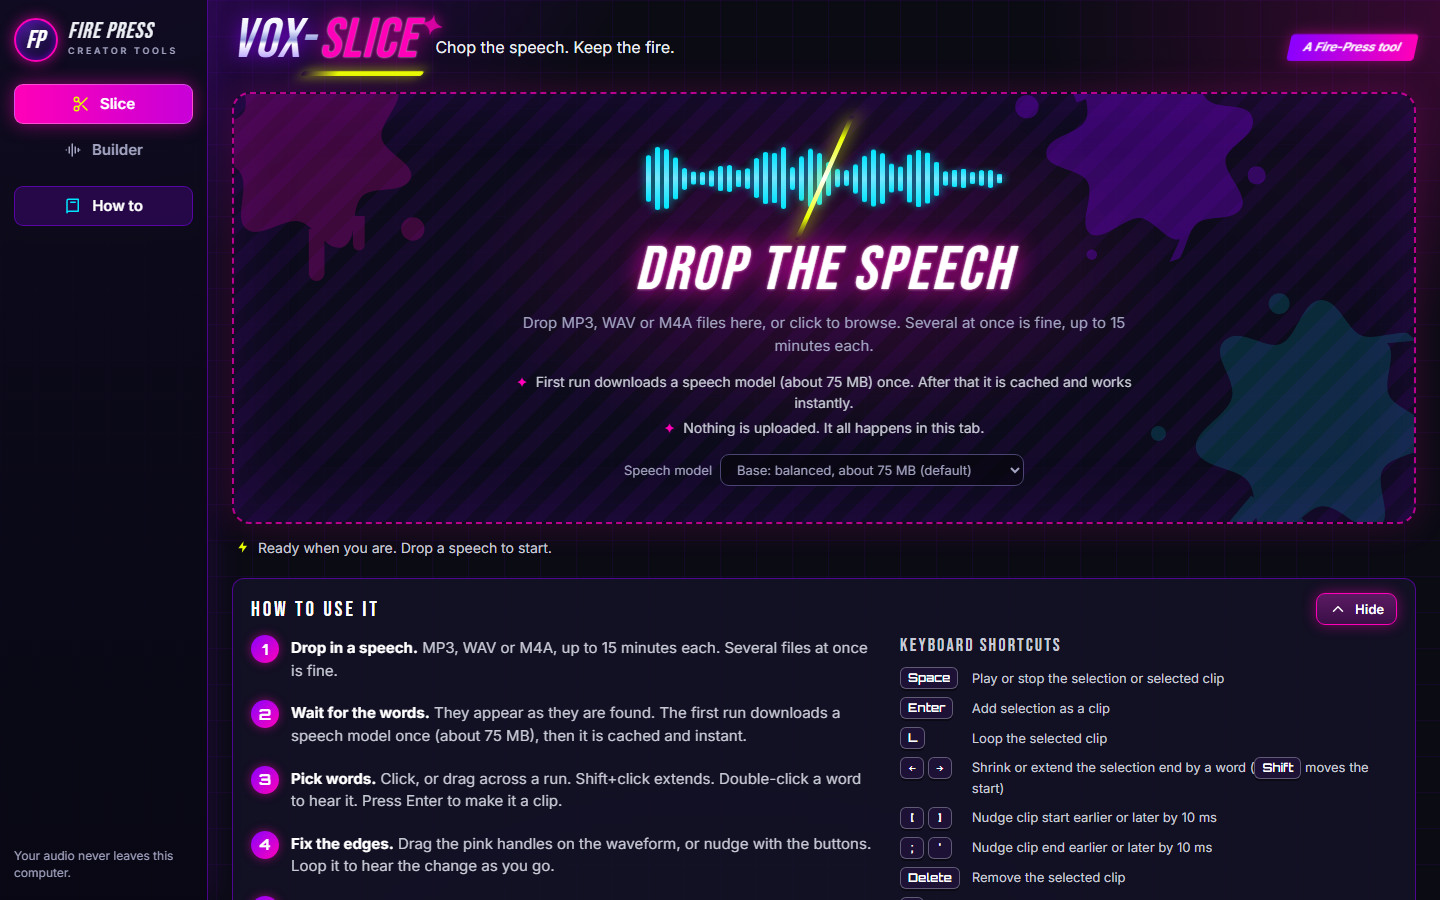 FP
FIRE PRESS
CREATOR TOOLS
Slice
Builder
How to
Your audio never leaves this
computer.
VOX-SLICE
Chop the speech. Keep the fire.
A Fire-Press tool
DROP THE SPEECH
Drop MP3, WAV or M4A files here, or click to browse. Several at once is fine, up to 15
minutes each.
First run downloads a speech model (about 75 MB) once. After that it is cached and works
instantly.
Nothing is uploaded. It all happens in this tab.
Speech model
Base: balanced, about 75 MB (default)
Ready when you are. Drop a speech to start.
HOW TO USE IT
Hide
1 Drop in a speech. MP3, WAV or M4A, up to 15 minutes each. Several files at once
is fine.
2 Wait for the words. They appear as they are found. The first run downloads a
speech model once (about 75 MB), then it is cached and instant.
3 Pick words. Click, or drag across a run. Shift+click extends. Double-click a word
to hear it. Press Enter to make it a clip.
4 Fix the edges. Drag the pink handles on the waveform, or nudge with the buttons.
Loop it to hear the change as you go.
KEYBOARD SHORTCUTS
Space Play or stop the selection or selected clip
Enter Add selection as a clip
L Loop the selected clip
← → Shrink or extend the selection end by a word (Shift moves the
start)
[ ] Nudge clip start earlier or later by 10 ms
; ' Nudge clip end earlier or later by 10 ms
Delete Remove the selected clip